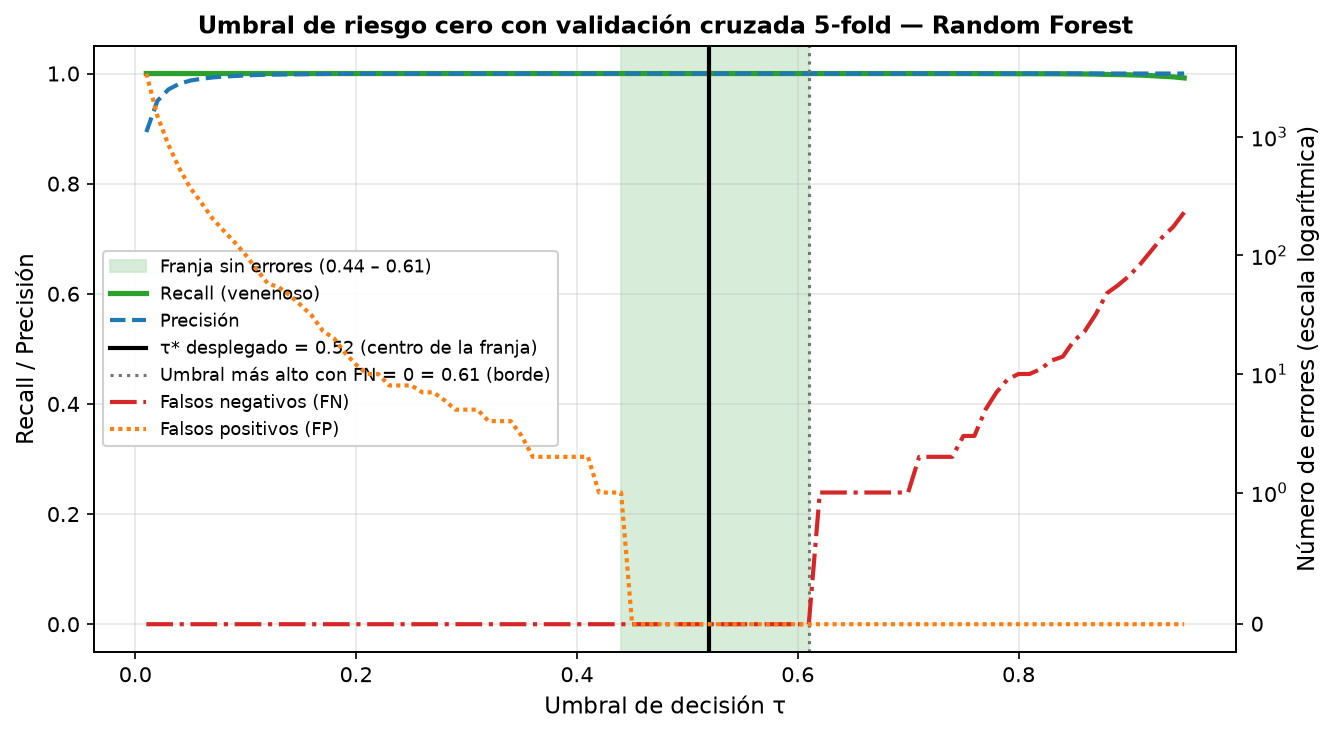 Umbral de riesgo cero con validación cruzada 5-fold — Random Forest
Recall / Precisión
1.0
0.8
0.6
0.4
0.2
0.0
Franja sin errores (0.44 – 0.61)
Recall (venenoso)
Precisión
τ* desplegado = 0.52 (centro de la franja)
Umbral más alto con FN = 0 = 0.61 (borde)
Falsos negativos (FN)
Falsos positivos (FP)
10³
10²
10¹
10⁰
0
Número de errores (escala logarítmica)
0.0 0.2 0.4 0.6 0.8
Umbral de decisión τ